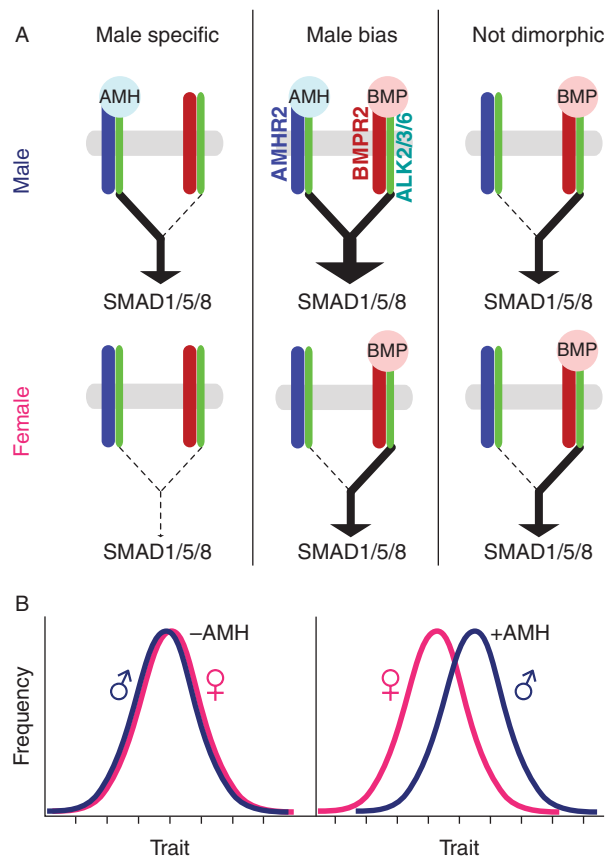 A
Male specific
Male bias
Not dimorphic
Male
AMH
AMH
BMP
BMP
AMHR2
BMPR2
ALK2/3/6
SMAD1/5/8
SMAD1/5/8
SMAD1/5/8
Female
BMP
BMP
SMAD1/5/8
SMAD1/5/8
SMAD1/5/8
B
Frequency
–AMH
♂
♀
+AMH
♀
♂
Trait
Trait